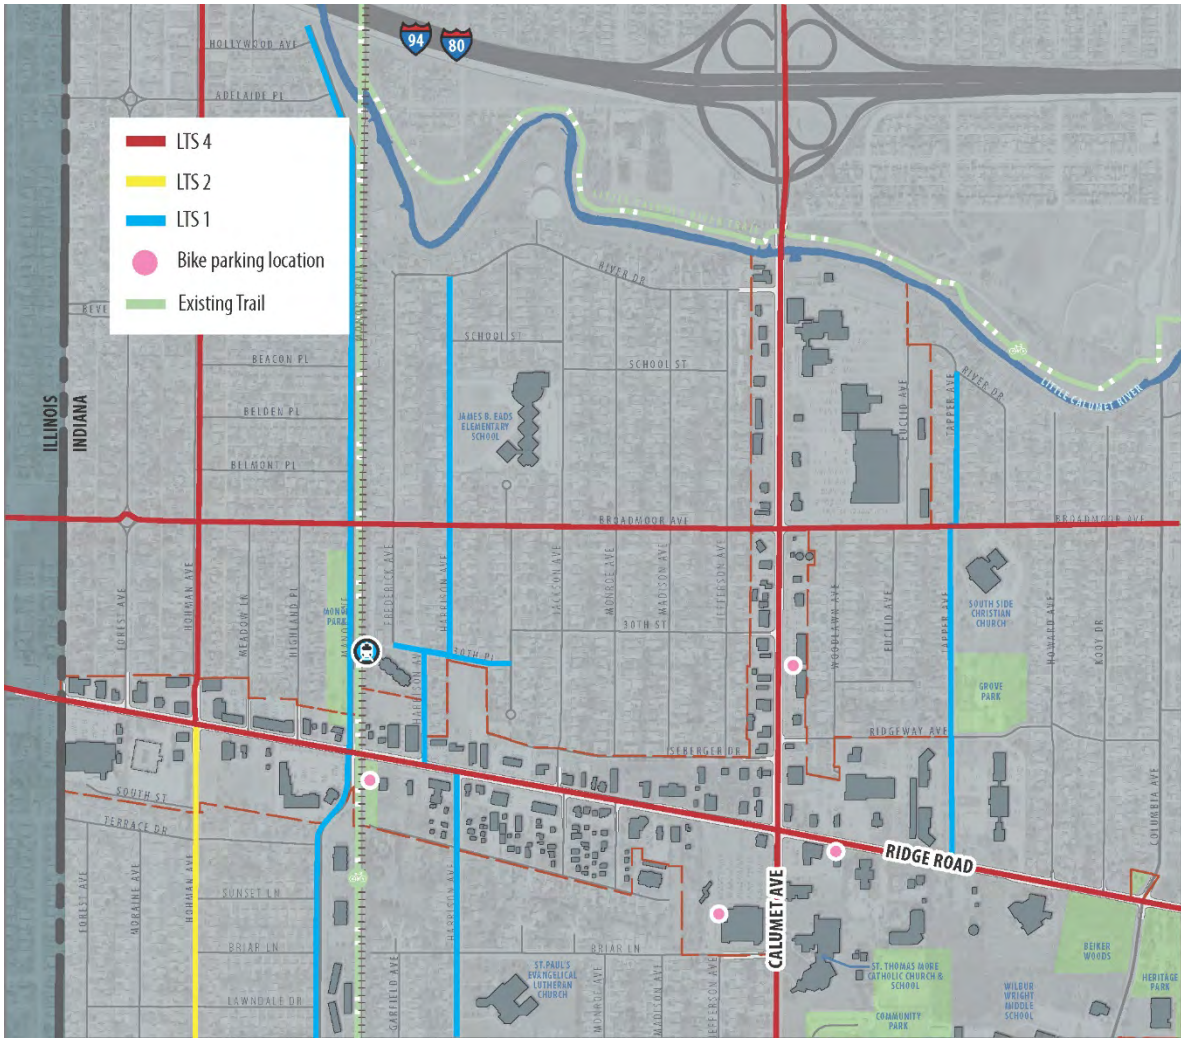 HOLLYWOOD AVE
94
80
ADELAIDE PL
LTS 4
LTS 2
LTS 1
Bike parking location
Existing Trail
BEVE
RIVER DR
SCHOOL ST
SCHOOL ST
BEACON PL
BELDEN PL
BELMONT PL
ILLINOIS
INDIANA
JAMES B. EADS
ELEMENTARY
SCHOOL
EUCLID AVE
TAPPER AVE
RIVER DR
LITTLE CALUMET RIVER
BROADMOOR AVE
BROADMOOR AVE
FOREST AVE
HOHMAN AVE
MEADOW LN
HIGHLAND PL
FREDERICK AVE
HARRISON AVE
JACKSON AVE
MONROE AVE
MADISON AVE
JEFFERSON AVE
WOODLAWN AVE
EUCLID AVE
TAPPER AVE
SOUTH SIDE
CHRISTIAN
CHURCH
HOWARD AVE
KOOY DR
30TH ST
30TH PL
HARRISON AV
GROVE
PARK
RIDGEWAY AVE
SEBERGER DR
SOUTH ST
TERRACE DR
COLUMBIA AVE
RIDGE ROAD
CALUMET AVE
FOREST AVE
MORAINE AVE
HOHMAN AVE
SUNSET LN
HARRISON AVE
BRIAR LN
BRIAR LN
LAWNDALE DR
GARFIELD AVE
ST. PAUL'S
EVANGELICAL
LUTHERAN
CHURCH
MADISON AVE
JEFFERSON AVE
ST. THOMAS MORE
CATHOLIC CHURCH &
SCHOOL
COMMUNITY
PARK
WILBUR
WRIGHT
MIDDLE
SCHOOL
BEIKER
WOODS
HERITAGE
PARK